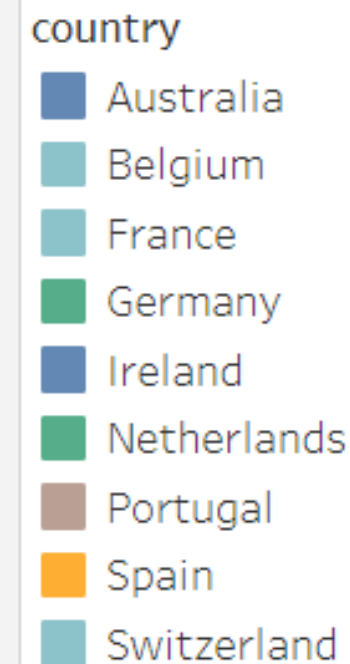 country
Australia
Belgium
France
Germany
Ireland
Netherlands
Portugal
Spain
Switzerland